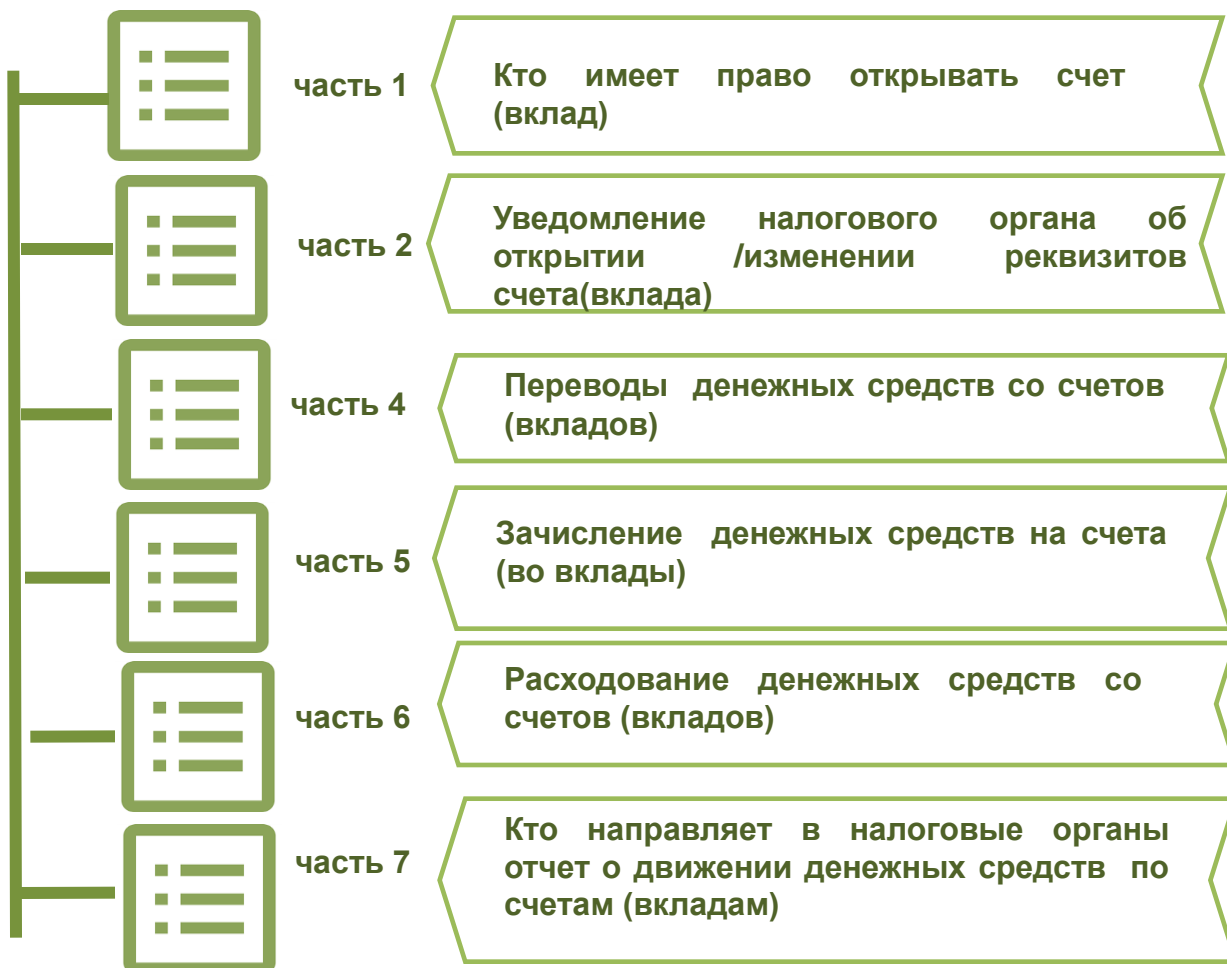 часть 1
Кто имеет право открывать счет
(вклад)
часть 2
Уведомление налогового органа об
открытии /изменении реквизитов
счета(вклада)
часть 4
Переводы денежных средств со счетов
(вкладов)
часть 5
Зачисление денежных средств на счета
(во вклады)
часть 6
Расходование денежных средств со
счетов (вкладов)
часть 7
Кто направляет в налоговые органы
отчет о движении денежных средств по
счетам (вкладам)